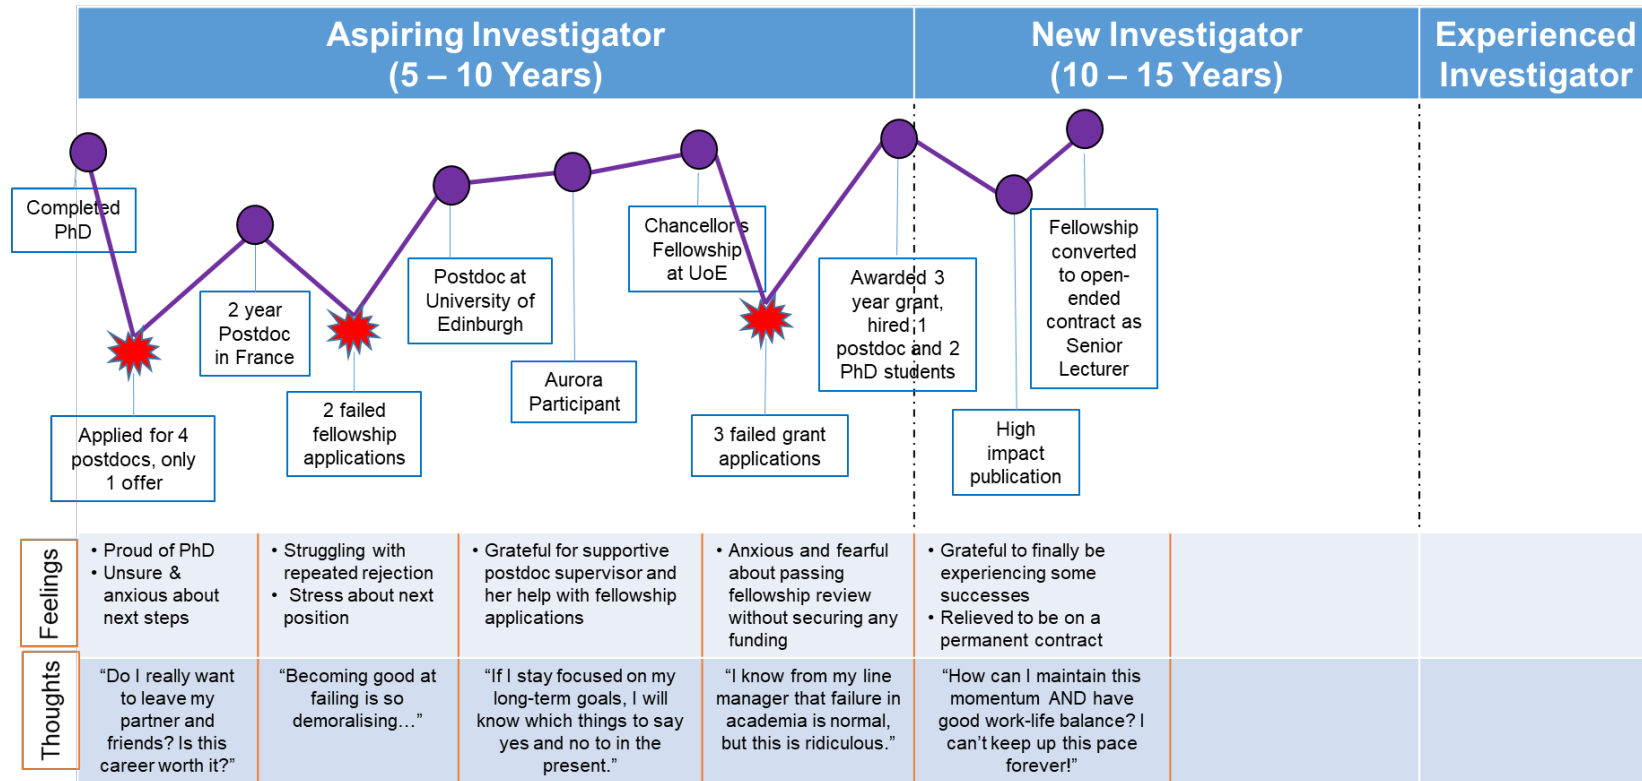 Aspiring Investigator
(5 – 10 Years)
New Investigator
(10 – 15 Years)
Experienced
Investigator
Completed
PhD
Applied for 4
postdocs, only
1 offer
2 year
Postdoc
in France
2 failed
fellowship
applications
Postdoc at
University of
Edinburgh
Aurora
Participant
Chancellor's
Fellowship
at UoE
3 failed grant
applications
Awarded 3
year grant,
hired 1
postdoc and 2
PhD students
High
impact
publication
Fellowship
converted
to open-
ended
contract as
Senior
Lecturer
Feelings
• Proud of PhD
• Unsure &
anxious about
next steps
• Struggling with
repeated rejection
• Stress about next
position
• Grateful for supportive
postdoc supervisor and
her help with fellowship
applications
• Anxious and fearful
about passing
fellowship review
without securing any
funding
• Grateful to finally be
experiencing some
successes
• Relieved to be on a
permanent contract
Thoughts
“Do I really want
to leave my
partner and
friends? Is this
career worth it?”
“Becoming good at
failing is so
demoralising…”
“If I stay focused on my
long-term goals, I will
know which things to say
yes and no to in the
present.”
“I know from my line
manager that failure in
academia is normal,
but this is ridiculous.”
“How can I maintain this
momentum AND have
good work-life balance? I
can’t keep up this pace
forever!”